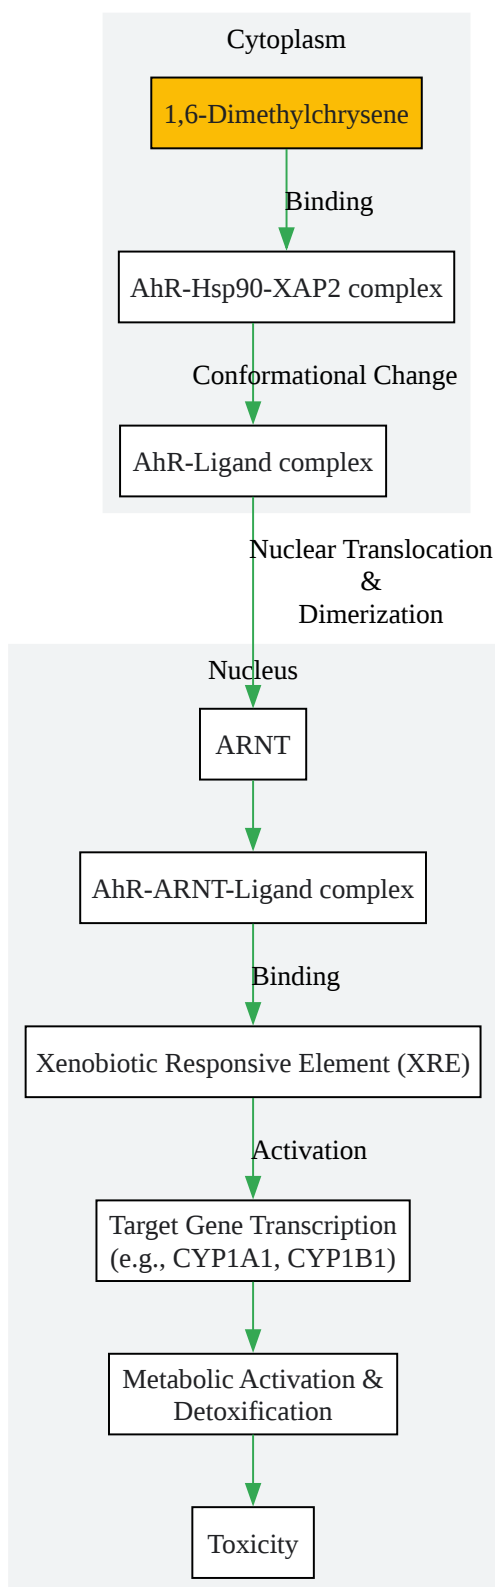 Cytoplasm
1,6-Dimethylchrysene
Binding
AhR-Hsp90-XAP2 complex
Conformational Change
AhR-Ligand complex
Nuclear Translocation
&
Dimerization
Nucleus
ARNT
AhR-ARNT-Ligand complex
Binding
Xenobiotic Responsive Element (XRE)
Activation
Target Gene Transcription
(e.g., CYP1A1, CYP1B1)
Metabolic Activation &
Detoxification
Toxicity